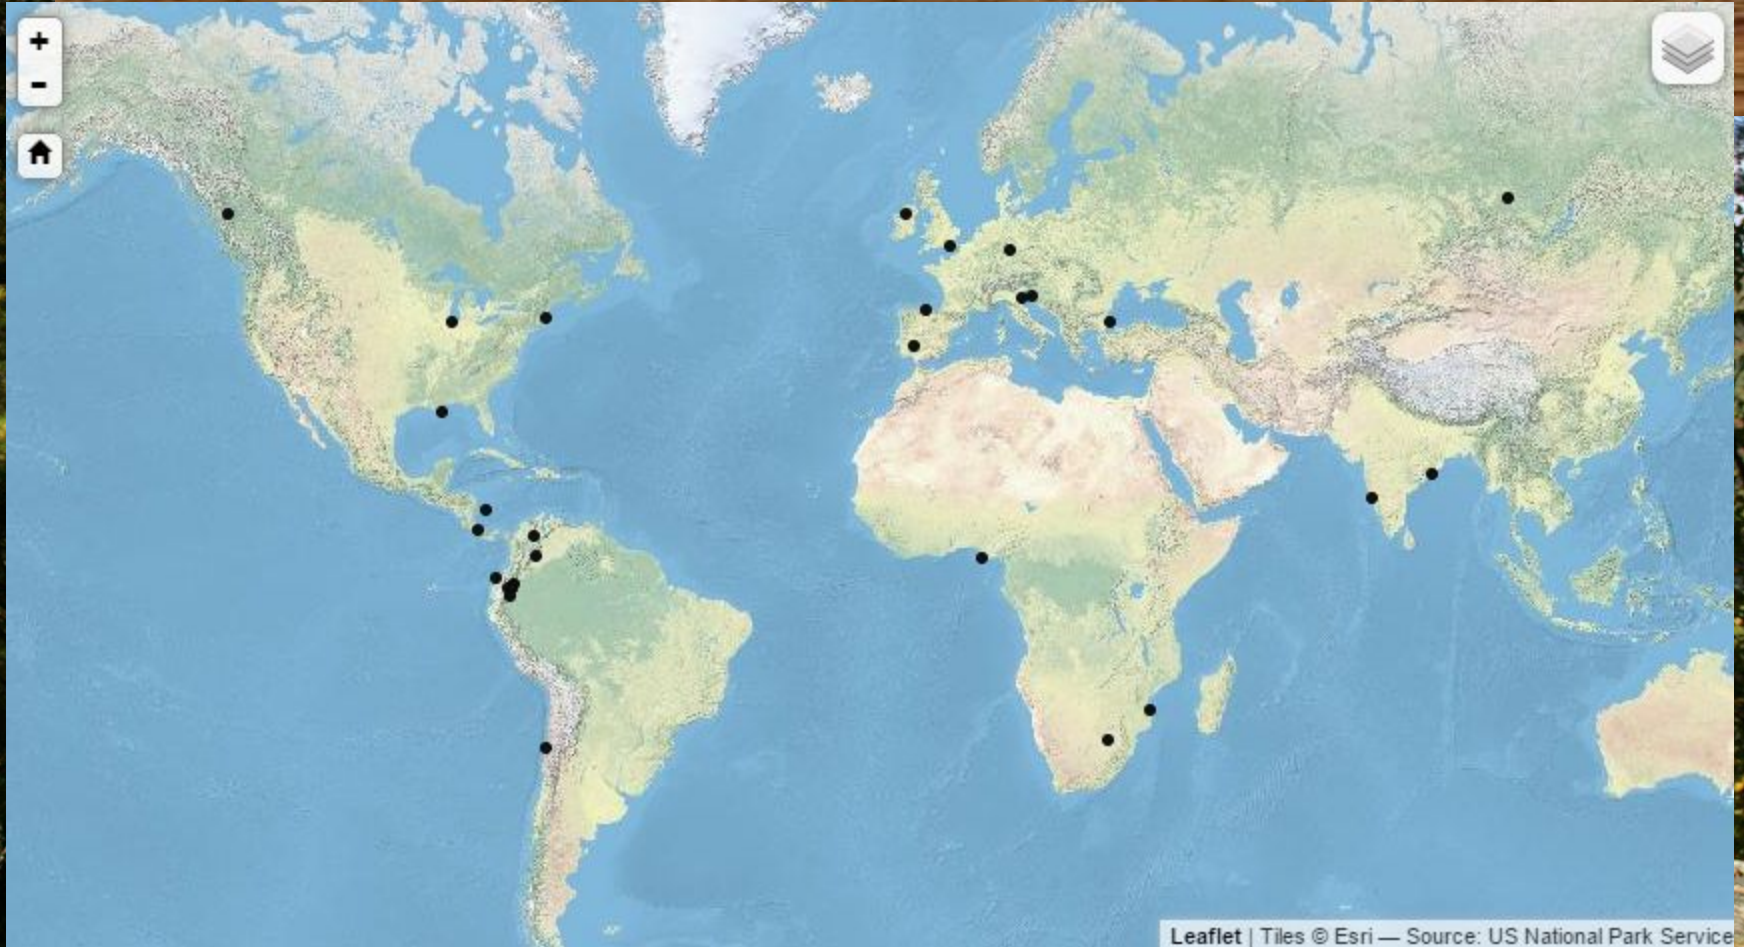 +
-
Leaflet | Tiles © Esri — Source: US National Park Service